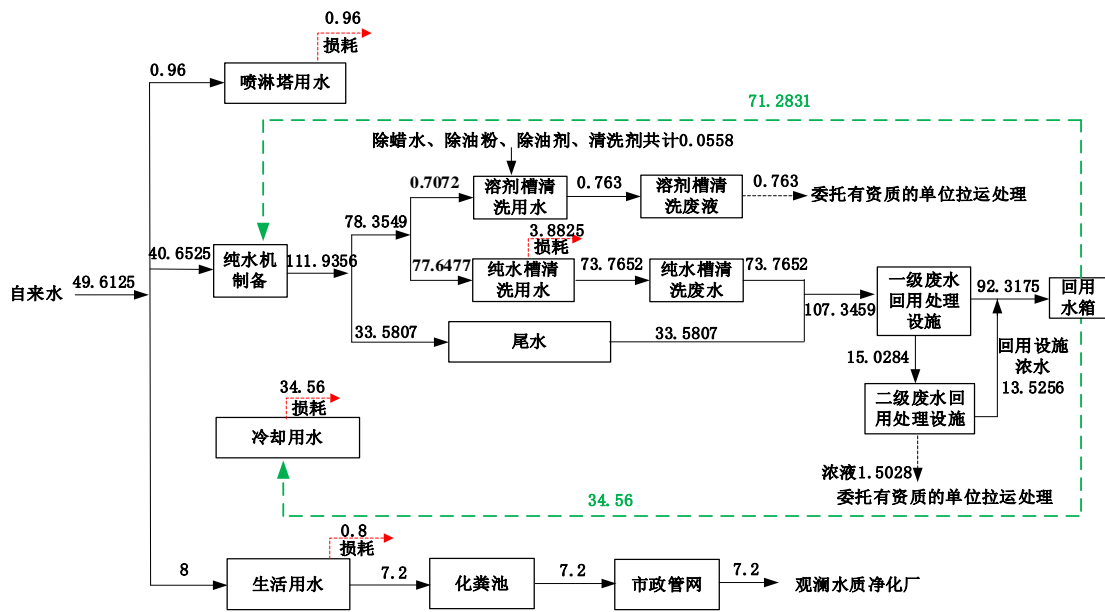 0.96
损耗
0.96
喷淋塔用水
71.2831
除蜡水、除油粉、除油剂、清洗剂共计0.0558
0.7072
溶剂槽清
洗用水
0.763
溶剂槽清
洗废液
0.763
委托有资质的单位拉运处理
78.3549
3.8825
损耗
40.6525
纯水机
制备
111.9356
77.6477
纯水槽清
洗用水
73.7652
纯水槽清
洗废水
73.7652
自来水
49.6125
107.3459
一级废水
回用处理
设施
92.3175
回用
水箱
33.5807
尾水
33.5807
15.0284
回用设施
浓水
13.5256
34.56
损耗
冷却用水
二级废水回
用处理设施
浓液1.5028
委托有资质的单位拉运处理
34.56
0.8
损耗
8
生活用水
7.2
化粪池
7.2
市政管网
7.2
观澜水质净化厂